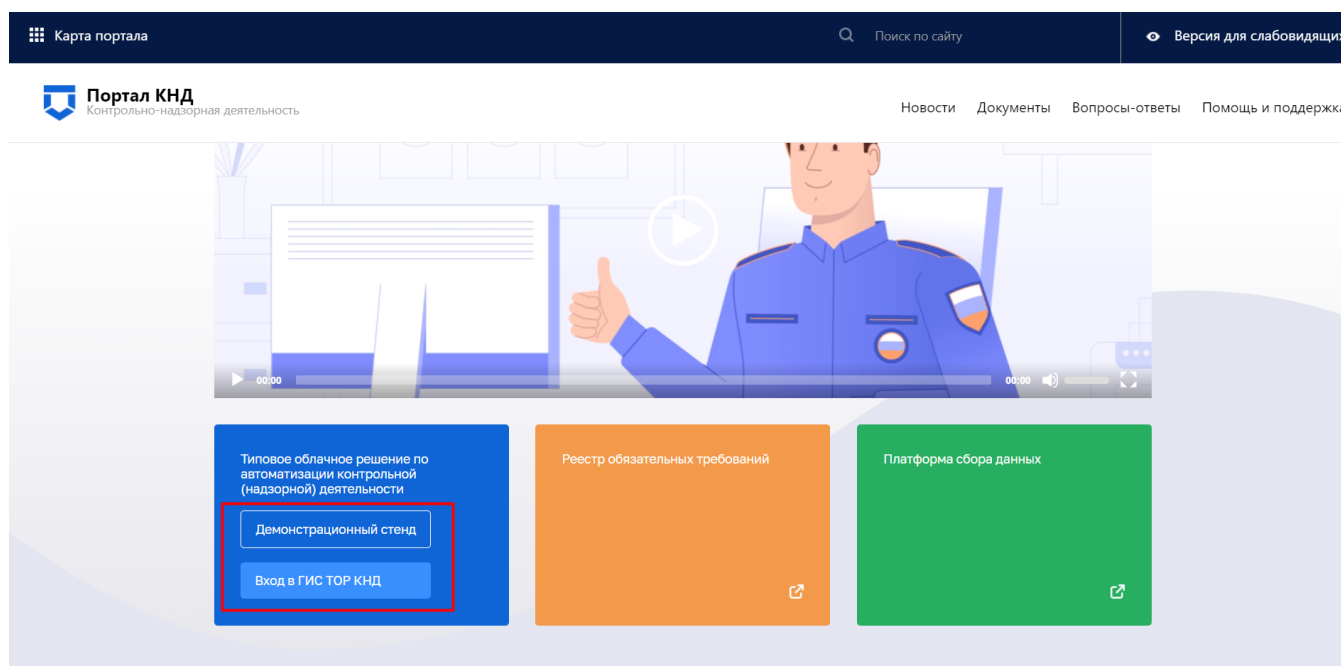 Карта портала
Поиск по сайту
Версия для слабовидящих
Портал КНД
Контрольно-надзорная деятельность
Новости Документы Вопросы-ответы Помощь и поддержка
00:00
00:00
Типовое облачное решение по
автоматизации контрольной
(надзорной) деятельности
Демонстрационный стенд
Вход в ГИС ТОР КНД
Реестр обязательных требований
Платформа сбора данных